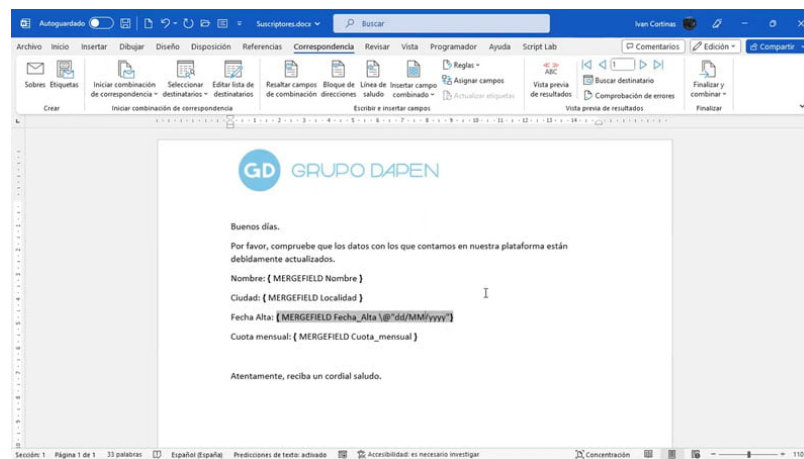 Autoguardado
Suscriptores.docx
Buscar
Ivan Cortinas
Archivo Inicio Insertar Dibujar Diseño Disposición Referencias Correspondencia Revisar Vista Programador Ayuda Script Lab
Comentarios Edición Compartir
Sobres Etiquetas
Iniciar combinación de correspondencia
Seleccionar destinatarios
Editar lista de destinatarios
Resaltar campos de combinación
Bloque de direcciones
Línea de saludo
Insertar campo combinado
Reglas
Asignar campos
Actualizar etiquetas
ABC
Vista previa de resultados
1
Buscar destinatario
Comprobación de errores
Finalizar y combinar
Crear
Iniciar combinación de correspondencia
Escribir e insertar campos
Vista previa de resultados
Finalizar
GD GRUPO DAPEN
Buenos días.
Por favor, compruebe que los datos con los que contamos en nuestra plataforma están
debidamente actualizados.
Nombre: { MERGEFIELD Nombre }
Ciudad: { MERGEFIELD Localidad }
Fecha Alta: { MERGEFIELD Fecha_Alta \@"dd/MM/yyyy"}
Cuota mensual: { MERGEFIELD Cuota_mensual }
Atentamente, reciba un cordial saludo.
Sección: 1 Página 1 de 1 33 palabras Español (España) Predicciones de texto: activado Accesibilidad: es necesario investigar Concentración 110